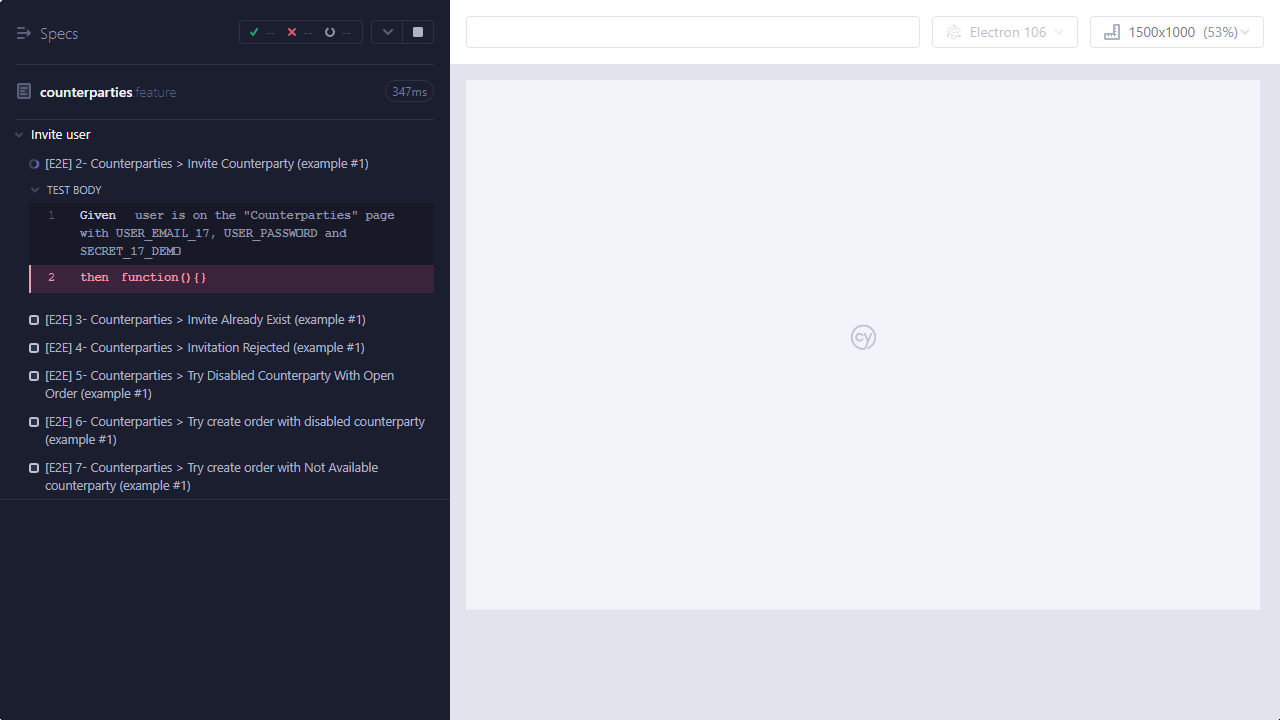 Specs
-- -- --
Electron 106
1500x1000 (53%)
counterparties.feature
347ms
Invite user
[E2E] 2- Counterparties > Invite Counterparty (example #1)
TEST BODY
1 Given user is on the "Counterparties" page
with USER_EMAIL_17, USER_PASSWORD and
SECRET_17_DEMO
2 then function(){}
[E2E] 3- Counterparties > Invite Already Exist (example #1)
[E2E] 4- Counterparties > Invitation Rejected (example #1)
[E2E] 5- Counterparties > Try Disabled Counterparty With Open
Order (example #1)
[E2E] 6- Counterparties > Try create order with disabled counterparty
(example #1)
[E2E] 7- Counterparties > Try create order with Not Available
counterparty (example #1)
cy